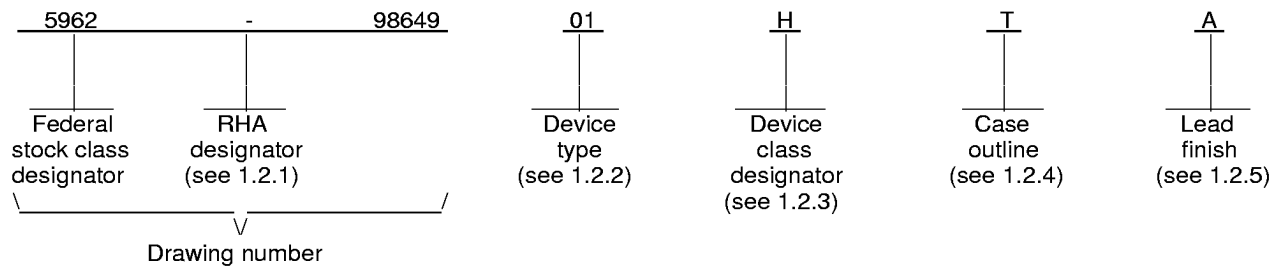 5962 - 98649 01 H T A
Federal stock class designator
RHA designator (see 1.2.1)
Device type (see 1.2.2)
Device class designator (see 1.2.3)
Case outline (see 1.2.4)
Lead finish (see 1.2.5)
Drawing number